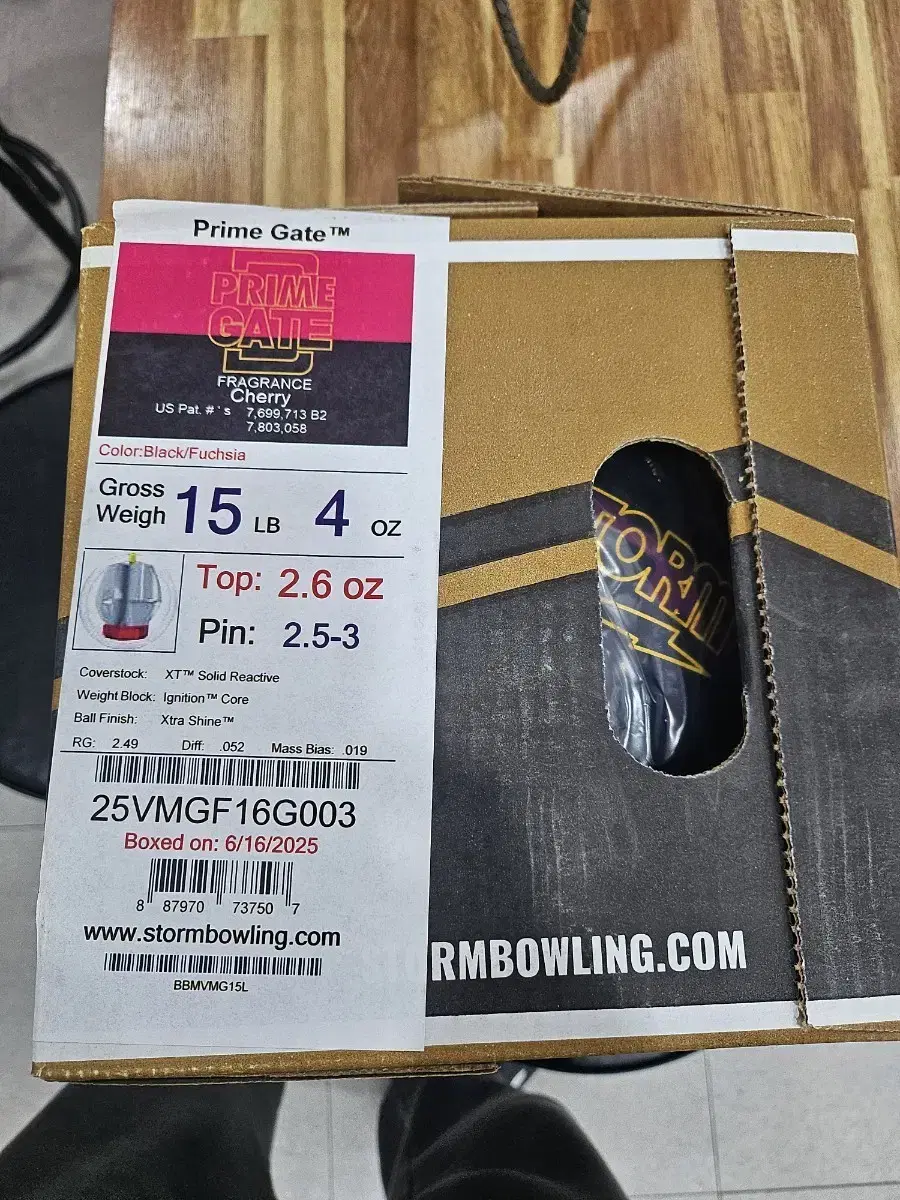 Prime Gate™
PRIME
GATE
FRAGRANCE
Cherry
US Pat. #`s 7,699,713 B2
7,803,058
Color:Black/Fuchsia
Gross
Weigh 15 LB 4 oz
Top: 2.6 oz
Pin: 2.5-3
Coverstock: XT™ Solid Reactive
Weight Block: Ignition™ Core
Ball Finish: Xtra Shine™
RG: 2.49 Diff: .052 Mass Bias: .019
25VMGF16G003
Boxed on: 6/16/2025
8 87970 73750 7
www.stormbowling.com
BBMVMG15L
TORM
RMBOWLING.COM